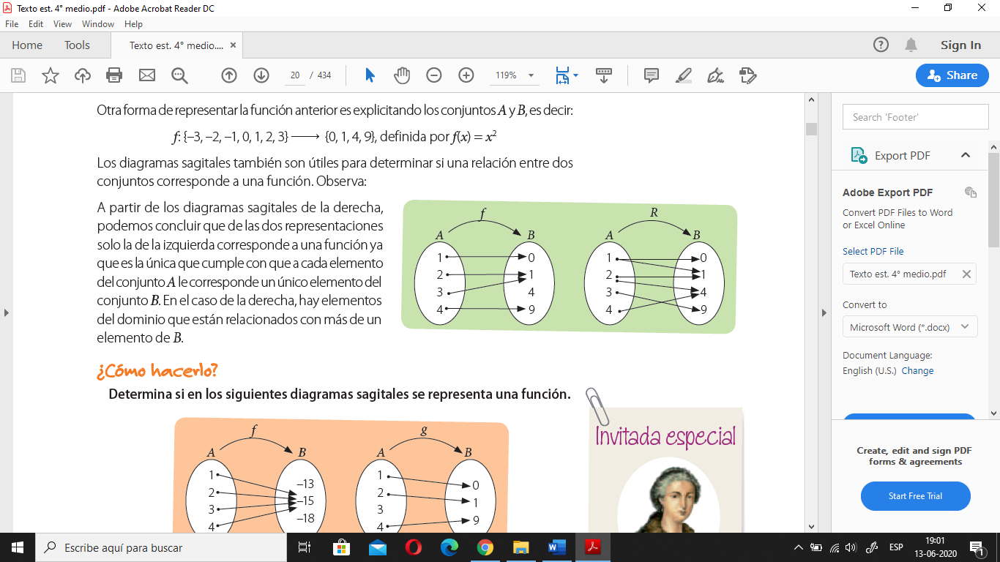 Texto est. 4° medio.pdf - Adobe Acrobat Reader DC
File Edit View Window Help
Home Tools Texto est. 4° medio.... × Sign In
20 / 434 119% Share
Otra forma de representar la función anterior es explicitando los conjuntos A y B, es decir:
f: {–3, –2, –1, 0, 1, 2, 3} ⟶ {0, 1, 4, 9}, definida por f(x) = x²
Los diagramas sagitales también son útiles para determinar si una relación entre dos
conjuntos corresponde a una función. Observa:
A partir de los diagramas sagitales de la derecha,
podemos concluir que de las dos representaciones
solo la de la izquierda corresponde a una función ya
que es la única que cumple con que a cada elemento
del conjunto A le corresponde un único elemento del
conjunto B. En el caso de la derecha, hay elementos
del dominio que están relacionados con más de un
elemento de B.
f R
A B A B
1 0 1 0
2 1 2 1
3 4 3 4
4 9 4 9
¿Cómo hacerlo?
Determina si en los siguientes diagramas sagitales se representa una función.
f g
A B A B
1 –13 1 0
2 –15 2 1
3 –18 3 9
4 4
Invitada especial
Search 'Footer'
Export PDF
Adobe Export PDF
Convert PDF Files to Word
or Excel Online
Select PDF File
Texto est. 4° medio.pdf
Convert to
Microsoft Word (*.docx)
Document Language:
English (U.S.) Change
Create, edit and sign PDF
forms & agreements
Start Free Trial
Escribe aquí para buscar
ESP
19:01
13-06-2020
1